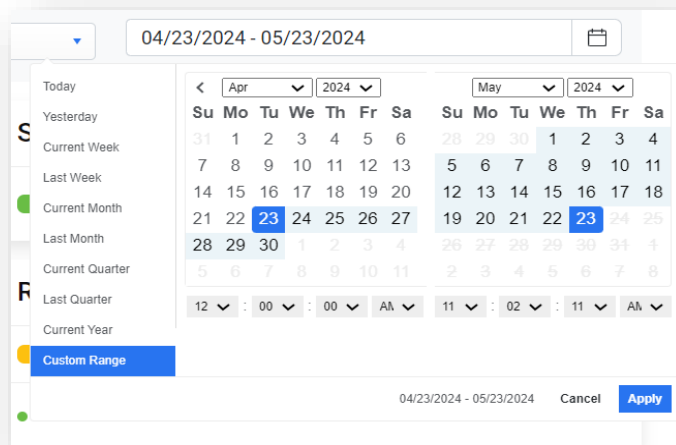 04/23/2024 - 05/23/2024
Today
Yesterday
Current Week
Last Week
Current Month
Last Month
Current Quarter
Last Quarter
Current Year
Custom Range
Apr 2024
Su Mo Tu We Th Fr Sa
31 1 2 3 4 5 6
7 8 9 10 11 12 13
14 15 16 17 18 19 20
21 22 23 24 25 26 27
28 29 30 1 2 3 4
5 6 7 8 9 10 11
12 : 00 : 00 AM
May 2024
Su Mo Tu We Th Fr Sa
28 29 30 1 2 3 4
5 6 7 8 9 10 11
12 13 14 15 16 17 18
19 20 21 22 23 24 25
26 27 28 29 30 31 1
2 3 4 5 6 7 8
11 : 02 : 11 AM
04/23/2024 - 05/23/2024 Cancel Apply
S
R